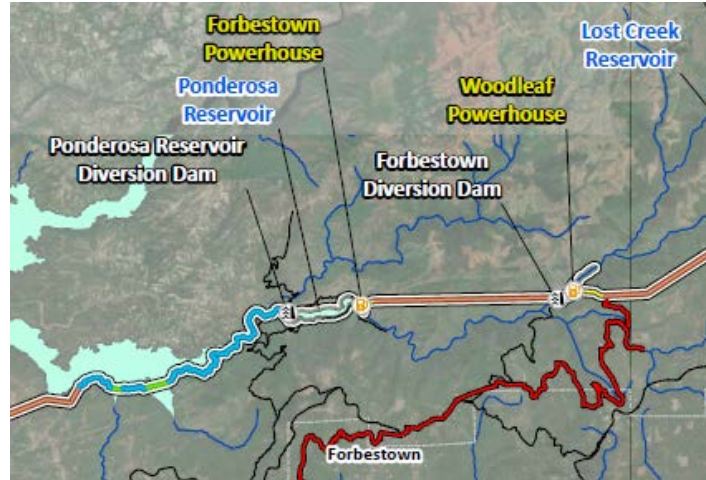 Forbestown
Powerhouse
Lost Creek
Reservoir
Ponderosa
Reservoir
Woodleaf
Powerhouse
Ponderosa Reservoir
Diversion Dam
Forbestown
Diversion Dam
Forbestown